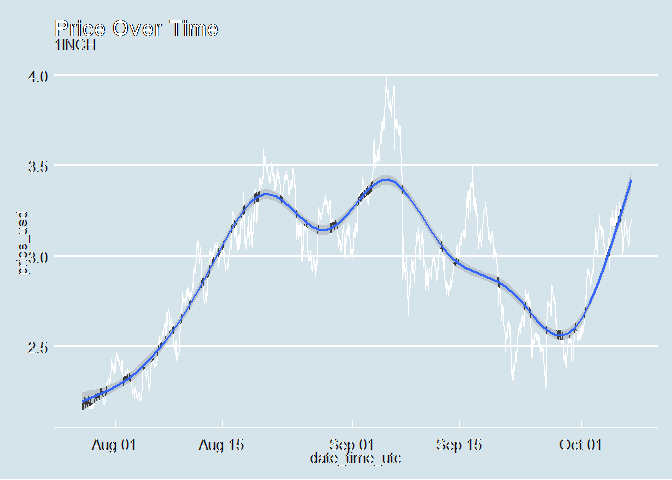 Price Over Time
1INCH
4.0
3.5
3.0
2.5
price_usd
Aug 01 Aug 15 Sep 01 Sep 15 Oct 01
date_time_utc